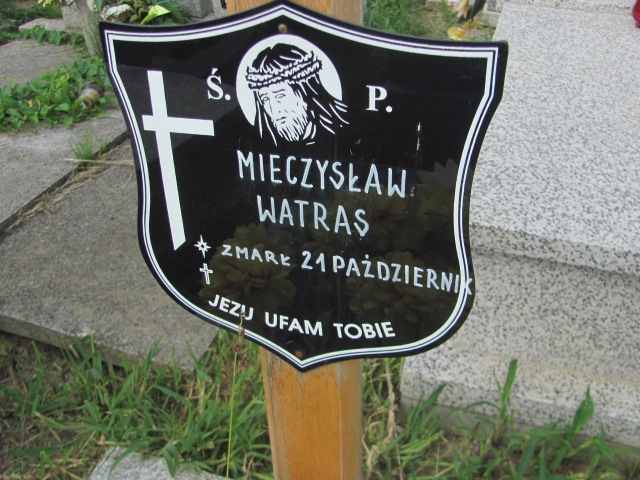 Ś. P.
MIECZYSŁAW
WATRAS
ZMARŁ 21 PAŹDZIERNIK
JEZU UFAM TOBIE